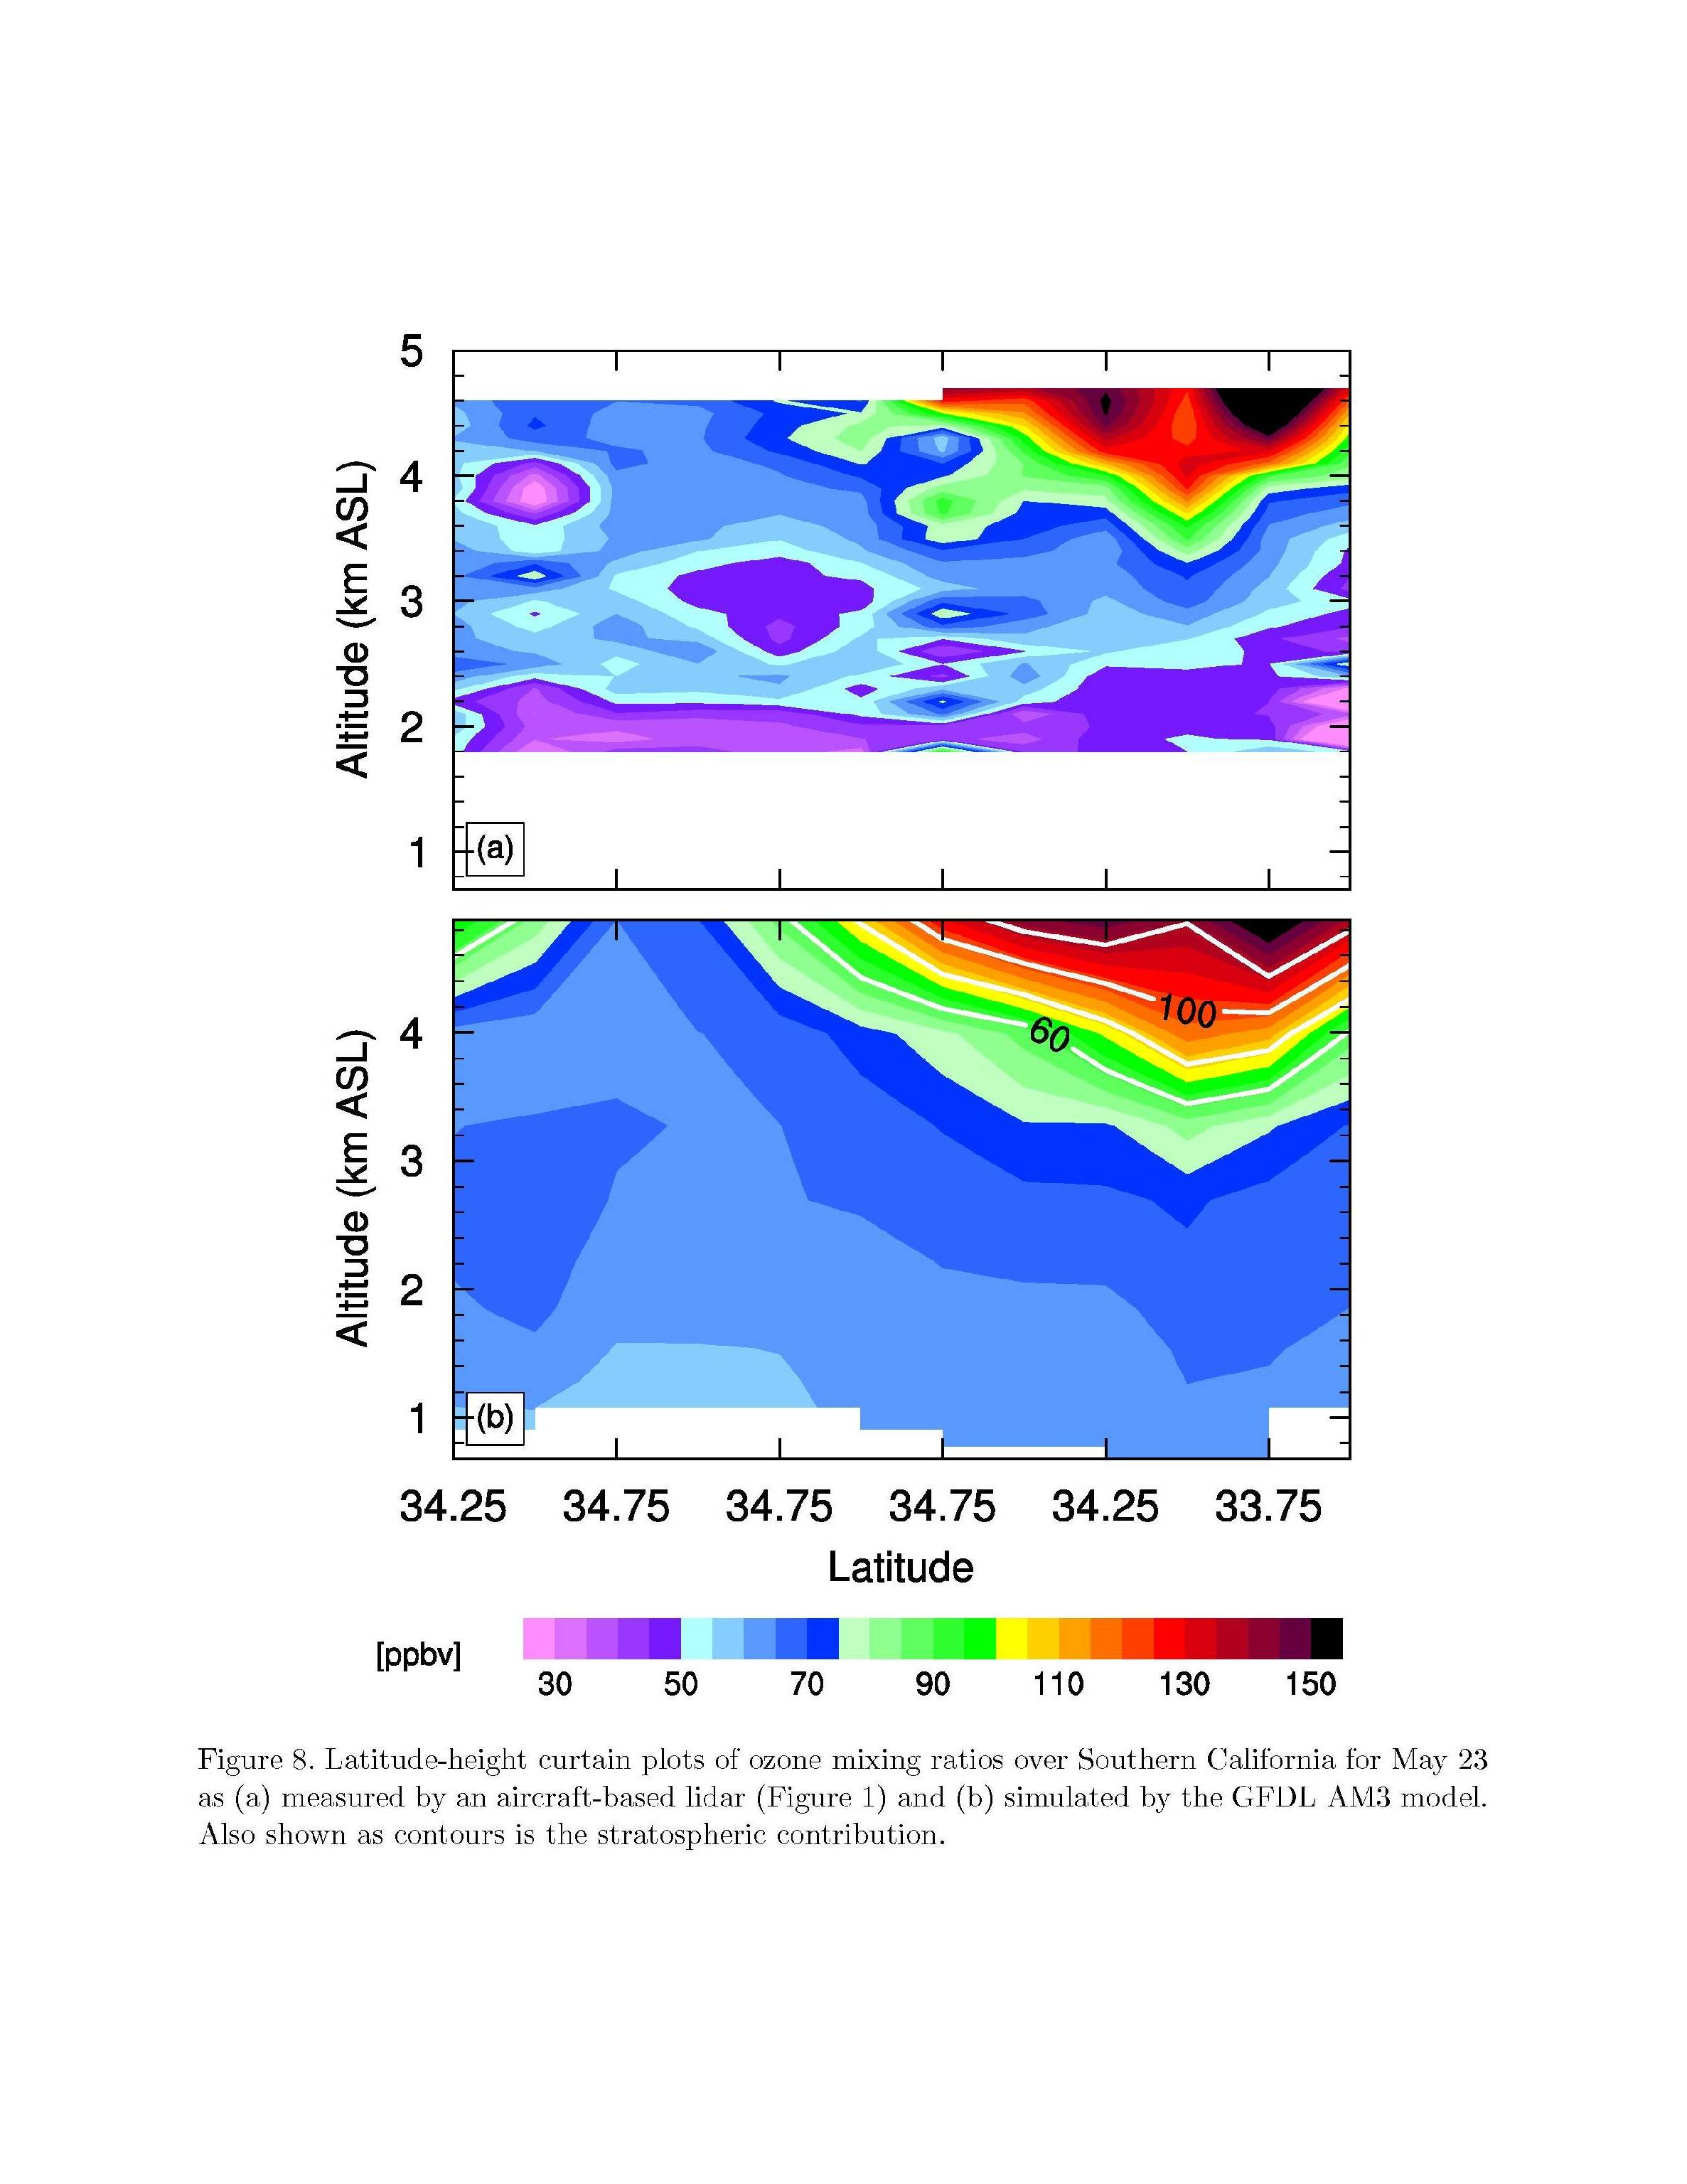 5
4
3
2
1
Altitude (km ASL)
(a)
4
3
2
1
Altitude (km ASL)
100
60
(b)
34.25 34.75 34.75 34.75 34.25 33.75
Latitude
[ppbv]
30 50 70 90 110 130 150
Figure 8. Latitude-height curtain plots of ozone mixing ratios over Southern California for May 23
as (a) measured by an aircraft-based lidar (Figure 1) and (b) simulated by the GFDL AM3 model.
Also shown as contours is the stratospheric contribution.